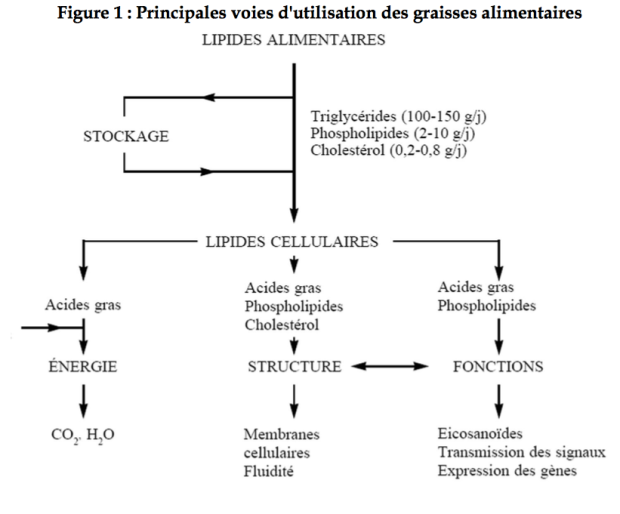 Figure 1 : Principales voies d'utilisation des graisses alimentaires
LIPIDES ALIMENTAIRES
Triglycérides (100-150 g/j)
Phospholipides (2-10 g/j)
Cholestérol (0,2-0,8 g/j)
STOCKAGE
LIPIDES CELLULAIRES
Acides gras
Acides gras
Phospholipides
Cholestérol
Acides gras
Phospholipides
ÉNERGIE
STRUCTURE
FONCTIONS
CO₂. H₂O
Membranes
cellulaires
Fluidité
Eicosanoïdes
Transmission des signaux
Expression des gènes